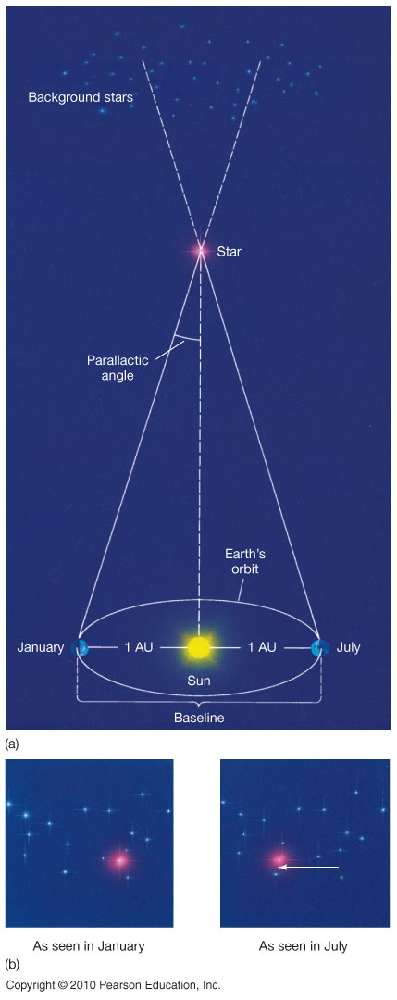 Background stars
Star
Parallactic
angle
Earth's
orbit
January
1 AU
1 AU
July
Sun
Baseline
(a)
As seen in January
As seen in July
(b)
Copyright © 2010 Pearson Education, Inc.